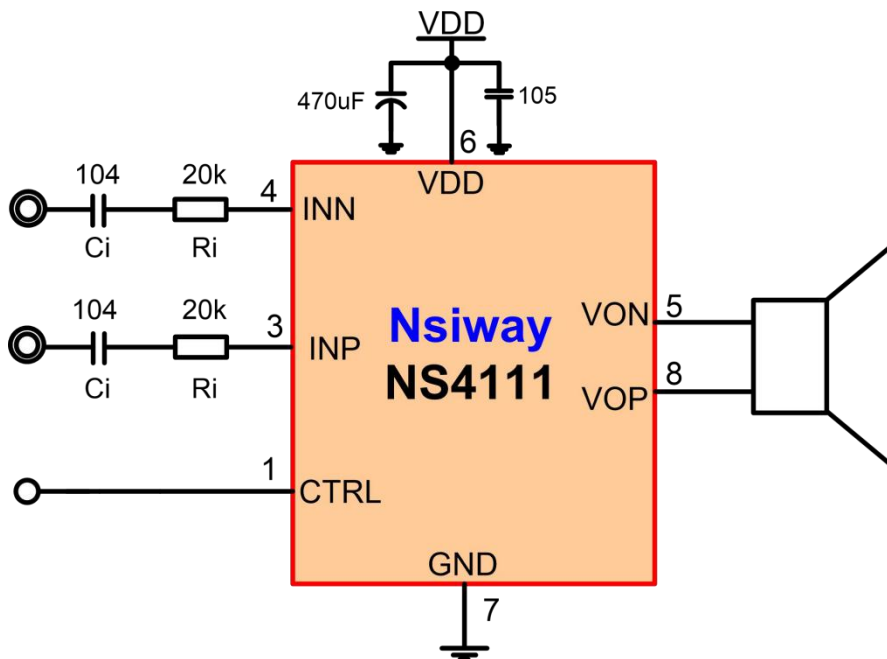 VDD
470uF
105
6
VDD
104
20k
4
INN
Ci
Ri
104
20k
3
INP
Ci
Ri
Nsiway
NS4111
VON
5
VOP
8
1
CTRL
GND
7